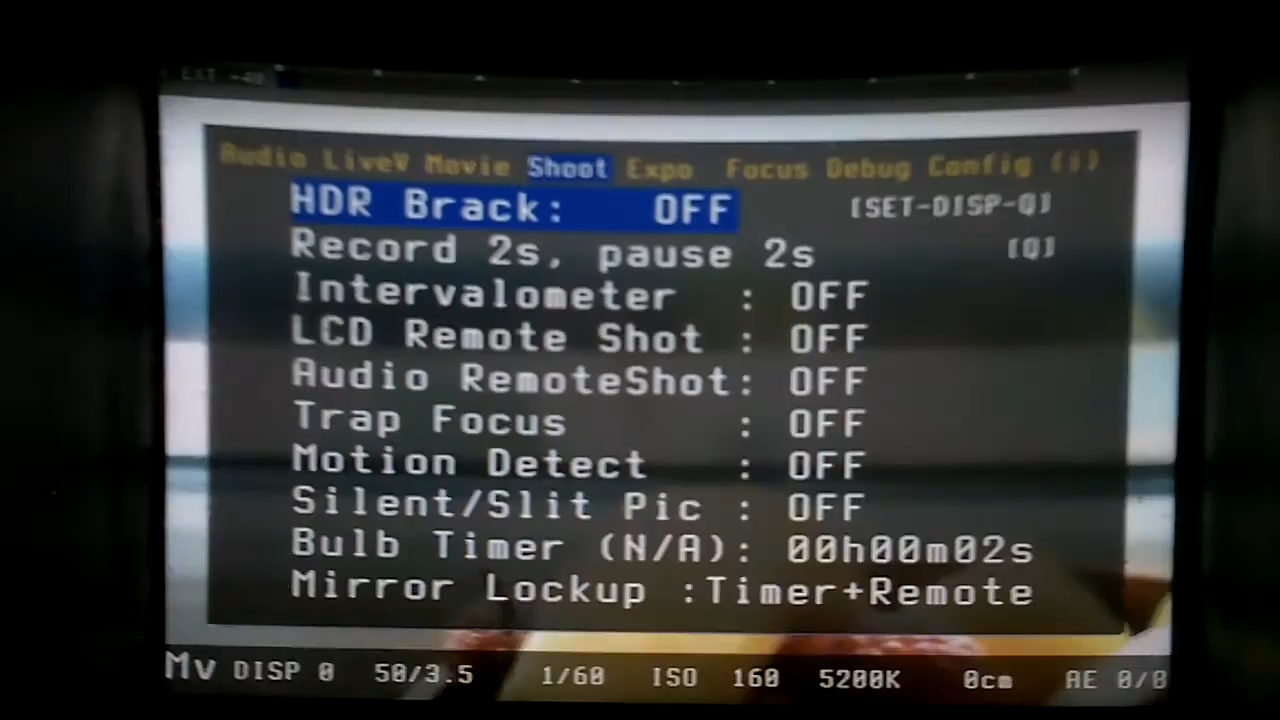 EXT -40
Audio LiveV Movie Shoot Expo Focus Debug Config (i)
HDR Brack: OFF [SET-DISP-Q]
Record 2s, pause 2s [Q]
Intervalometer : OFF
LCD Remote Shot : OFF
Audio RemoteShot: OFF
Trap Focus : OFF
Motion Detect : OFF
Silent/Slit Pic : OFF
Bulb Timer (N/A): 00h00m02s
Mirror Lockup :Timer+Remote
Mv DISP 0 50/3.5 1/60 ISO 160 5200K 0cm AE 0/8